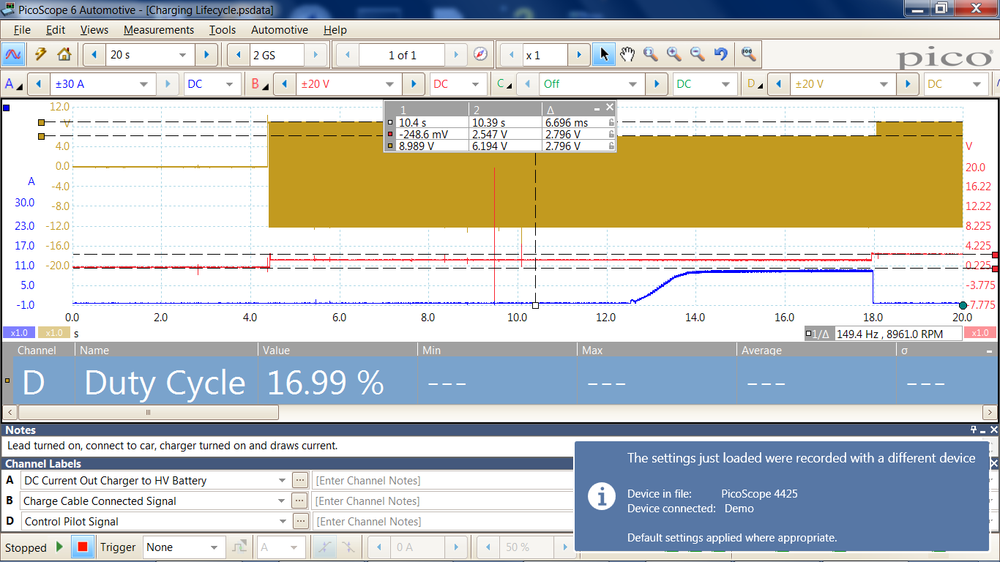 PicoScope 6 Automotive - [Charging Lifecycle.psdata]
File Edit Views Measurements Tools Automotive Help
20 s 2 GS 1 of 1 x 1
pico
A ±30 A DC B ±20 V DC C Off DC D ±20 V DC
1 2 Δ
10.4 s 10.39 s 6.696 ms
-248.6 mV 2.547 V 2.796 V
8.989 V 6.194 V 2.796 V
12.0
V
4.0
0.0
-4.0
-8.0
-12.0
-16.0
-20.0
A
30.0
23.0
17.0
11.0
5.0
-1.0
V
20.0
16.22
12.22
8.225
4.225
0.225
-3.775
-7.775
0.0 2.0 4.0 6.0 8.0 10.0 12.0 14.0 16.0 18.0 20.0
x1.0 x1.0 s 1/Δ 149.4 Hz , 8961.0 RPM x1.0
Channel Name Value Min Max Average σ
D Duty Cycle 16.99 % --- --- --- ---
Notes
Lead turned on, connect to car, charger turned on and draws current.
Channel Labels
A DC Current Out Charger to HV Battery ... [Enter Channel Notes]
B Charge Cable Connected Signal ... [Enter Channel Notes]
D Control Pilot Signal ... [Enter Channel Notes]
The settings just loaded were recorded with a different device
Device in file: PicoScope 4425
Device connected: Demo
Default settings applied where appropriate.
Stopped Trigger None A 0 A 50 %